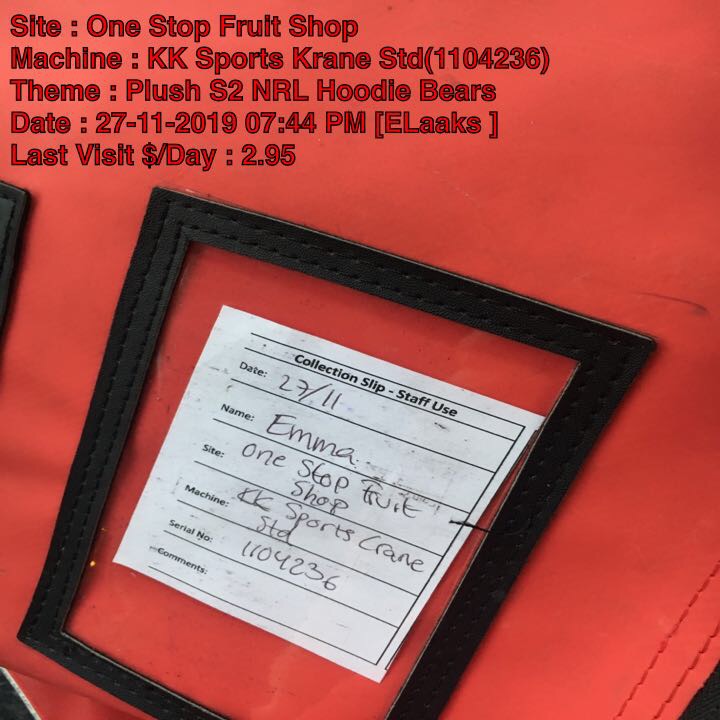 Site : One Stop Fruit Shop
Machine : KK Sports Krane Std(1104236)
Theme : Plush S2 NRL Hoodie Bears
Date : 27-11-2019 07:44 PM [ELaaks ]
Last Visit $/Day : 2.95
Collection Slip - Staff Use
Date: 27/11
Name: Emma
Site: One Stop Fruit
Shop
Machine: KK Sports Crane
Std
Serial No: 1104236
Comments: